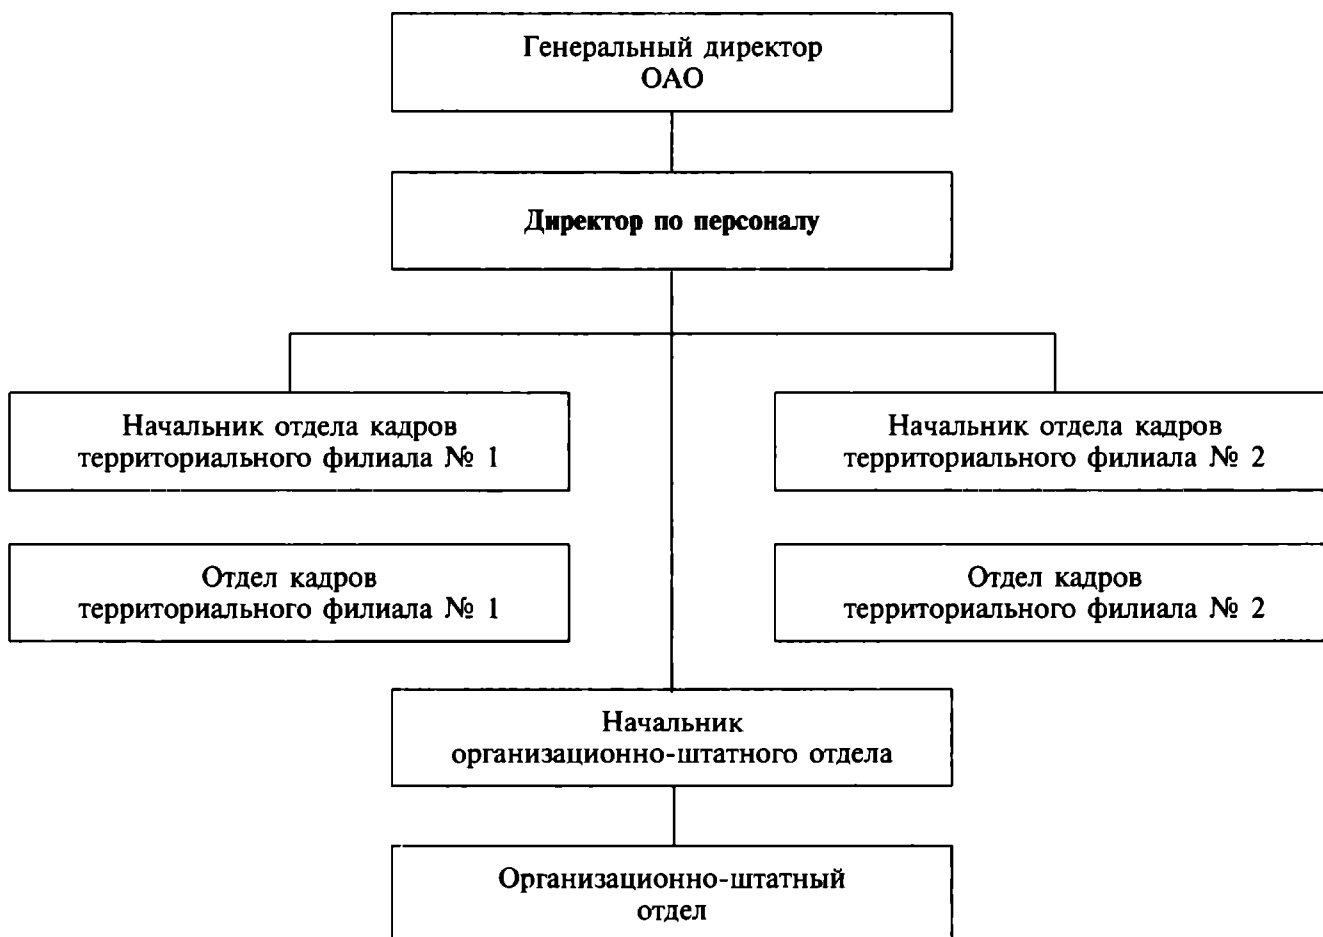 Генеральный директор
ОАО
Директор по персоналу
Начальник отдела кадров
территориального филиала № 1
Начальник отдела кадров
территориального филиала № 2
Отдел кадров
территориального филиала № 1
Отдел кадров
территориального филиала № 2
Начальник
организационно-штатного отдела
Организационно-штатный
отдел